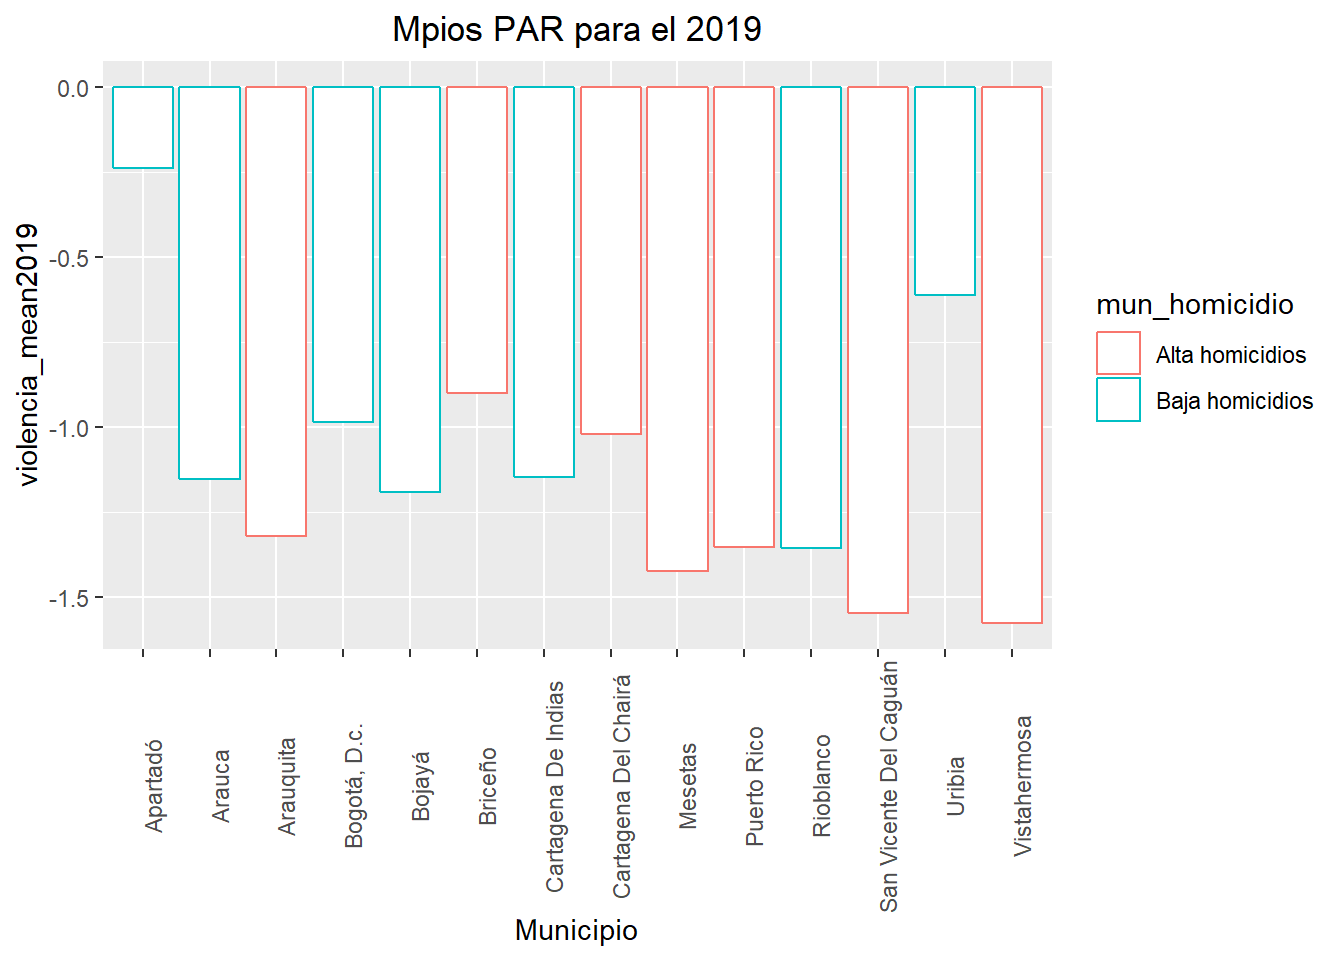 Mpios PAR para el 2019
violencia_mean2019
0.0
-0.5
-1.0
-1.5
Apartadó
Arauca
Arauquita
Bogotá, D.c.
Bojayá
Briceño
Cartagena De Indias
Cartagena Del Chairá
Mesetas
Puerto Rico
Rioblanco
San Vicente Del Caguán
Uribia
Vistahermosa
Municipio
mun_homicidio
Alta homicidios
Baja homicidios